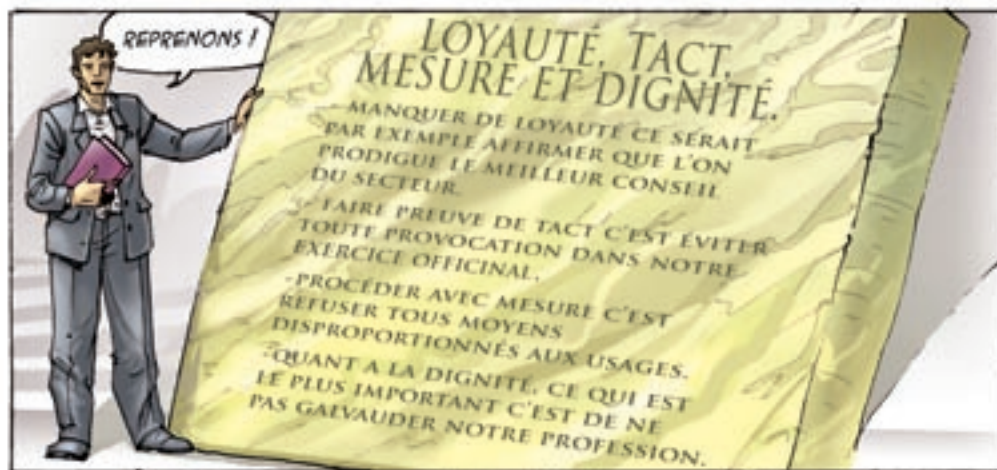 REPRENONS !
LOYAUTÉ, TACT,
MESURE ET DIGNITÉ.
- MANQUER DE LOYAUTÉ CE SERAIT
PAR EXEMPLE AFFIRMER QUE L'ON
PRODIGUE LE MEILLEUR CONSEIL
DU SECTEUR.
- FAIRE PREUVE DE TACT C'EST ÉVITER
TOUTE PROVOCATION DANS NOTRE
EXERCICE OFFICINAL.
-PROCÉDER AVEC MESURE C'EST
REFUSER TOUS MOYENS
DISPROPORTIONNÉS AUX USAGES.
-QUANT A LA DIGNITÉ, CE QUI EST
LE PLUS IMPORTANT C'EST DE NE
PAS GALVAUDER NOTRE PROFESSION.